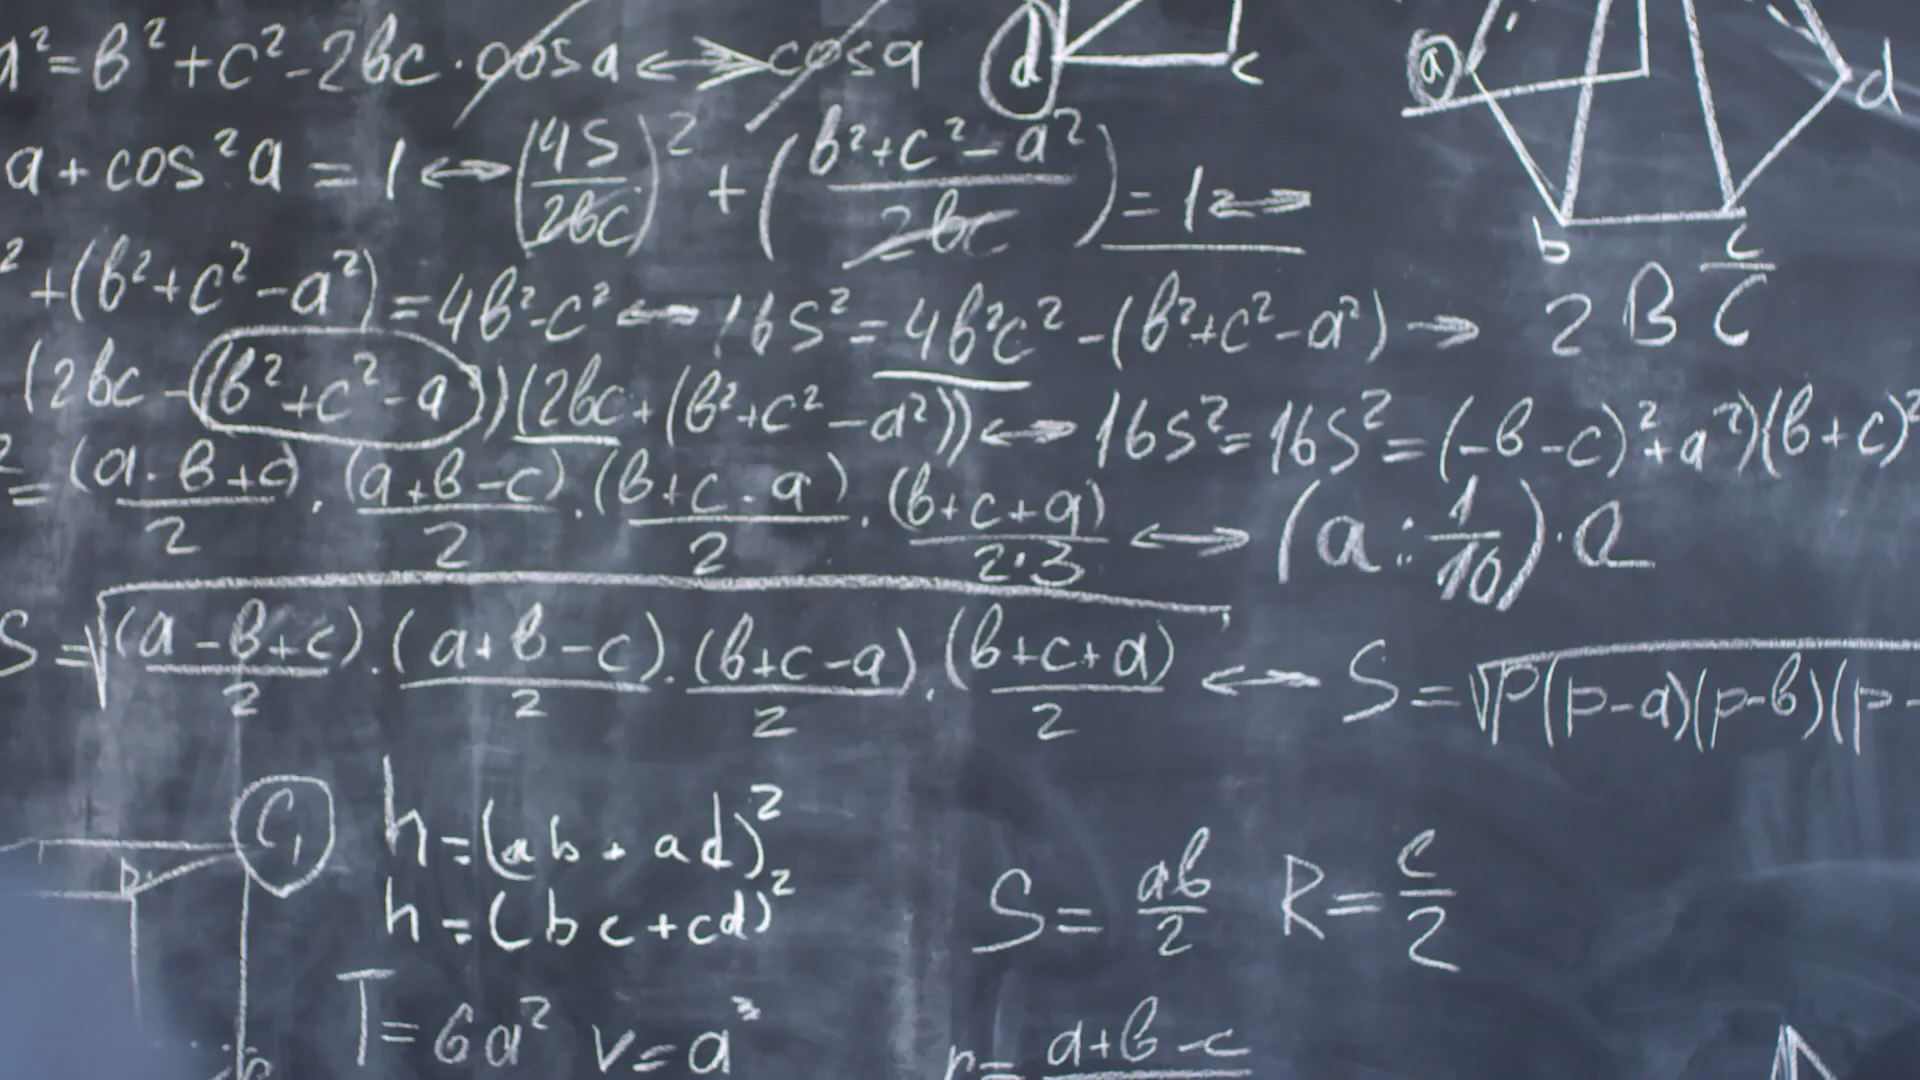 a² = b² + c² - 2bc · cosa ↔ cosa
a + cos²a = 1 ↔ (4S/2bc)² + (b² + c² - a²/2bc) = 1 ↔
² + (b² + c² - a²) = 4b² - c² ↔ 16S² = 4b²c² - (b² + c² - a²) →
(2bc - (b² + c² - a))(2bc + (b² + c² - a²)) ↔ 16S² = 16S² = (-b - c)² + a²)(b + c)²
² = (a - b + c)/2 · (a + b - c)/2 · (b + c - a)/2 · (b + c + a)/2·3 ↔ (a : 1/10) · a
S = √(a - b + c)/2 · (a + b - c)/2 · (b + c - a)/2 · (b + c + a)/2 ↔ S = √p(p-a)(p-b)(p-
d c
a d
b c
2 B C
C₁
h = (ab + ad)²
h = (bc + cd)²
S = ab/2 R = c/2
T = 6a² v = a³
r = a + b - c